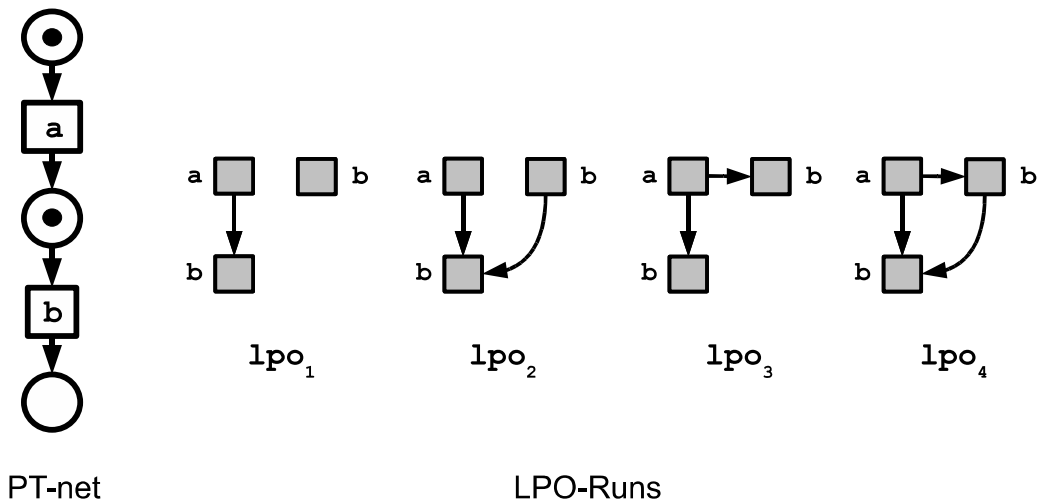 a
b
a b a b a b a b
b b b b
lpo₁ lpo₂ lpo₃ lpo₄
PT-net LPO-Runs